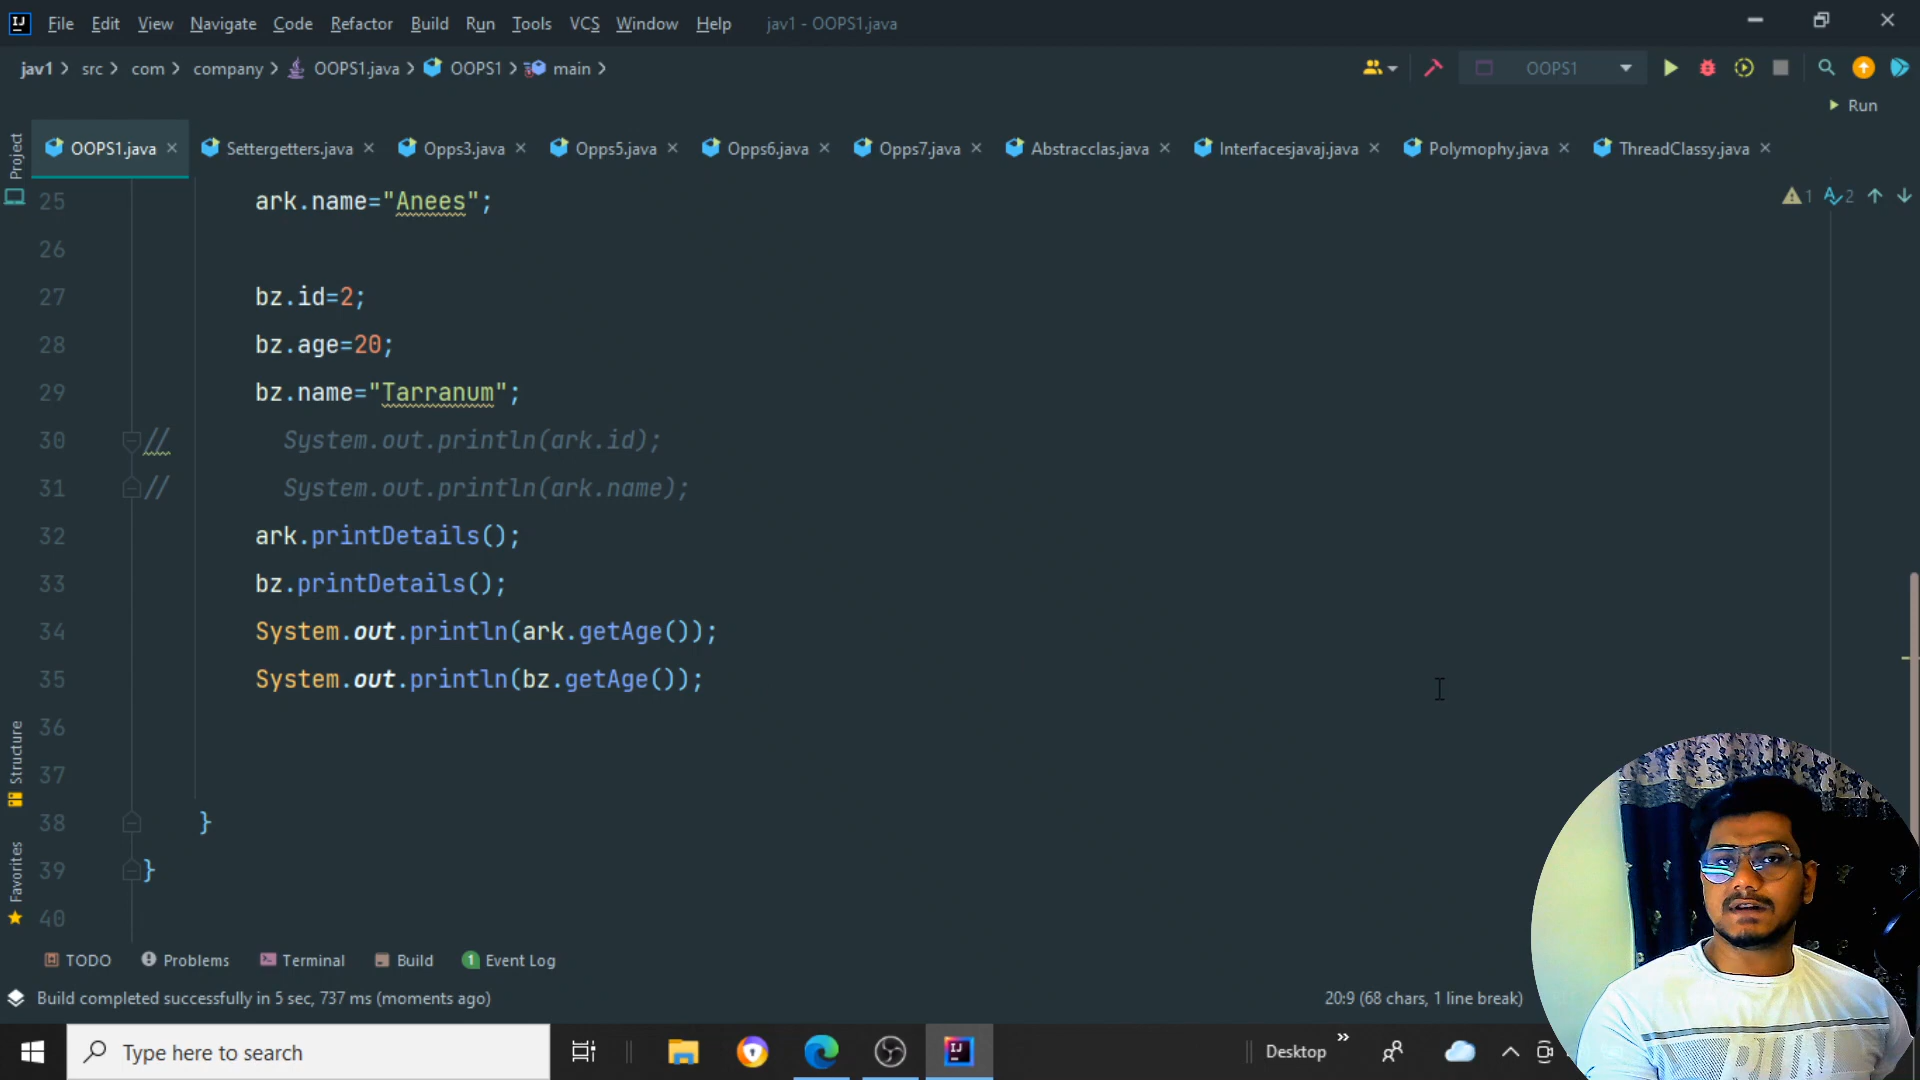 File Edit View Navigate Code Refactor Build Run Tools VCS Window Help jav1 - OOPS1.java
jav1 src com company OOPS1.java OOPS1 main OOPS1
Run
OOPS1.java Settergetters.java Opps3.java Opps5.java Opps6.java Opps7.java Abstracclas.java Interfacesjavaj.java Polymophy.java ThreadClassy.java
Project
1 2
25 ark.name="Anees";
26
27 bz.id=2;
28 bz.age=20;
29 bz.name="Tarranum";
30 // System.out.println(ark.id);
31 // System.out.println(ark.name);
32 ark.printDetails();
33 bz.printDetails();
34 System.out.println(ark.getAge());
35 System.out.println(bz.getAge());
36
37
38 }
39 }
40
Structure
Favorites
TODO Problems Terminal Build 1 Event Log
Build completed successfully in 5 sec, 737 ms (moments ago) 20:9 (68 chars, 1 line break)
Type here to search Desktop